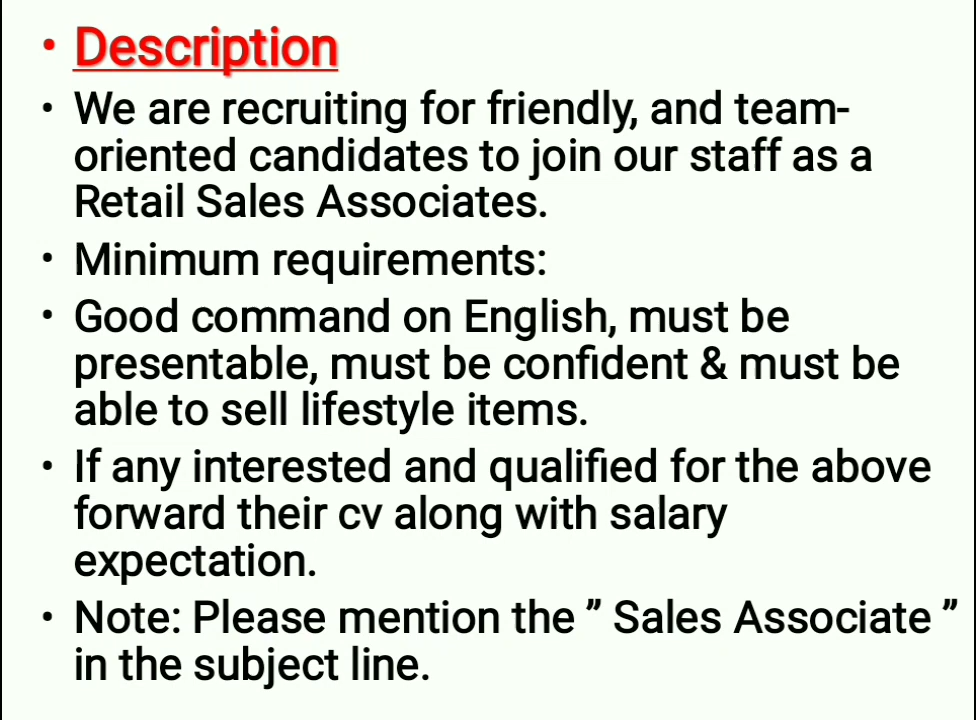 • Description
• We are recruiting for friendly, and team-
oriented candidates to join our staff as a
Retail Sales Associates.
• Minimum requirements:
• Good command on English, must be
presentable, must be confident & must be
able to sell lifestyle items.
• If any interested and qualified for the above
forward their cv along with salary
expectation.
• Note: Please mention the ” Sales Associate ”
in the subject line.